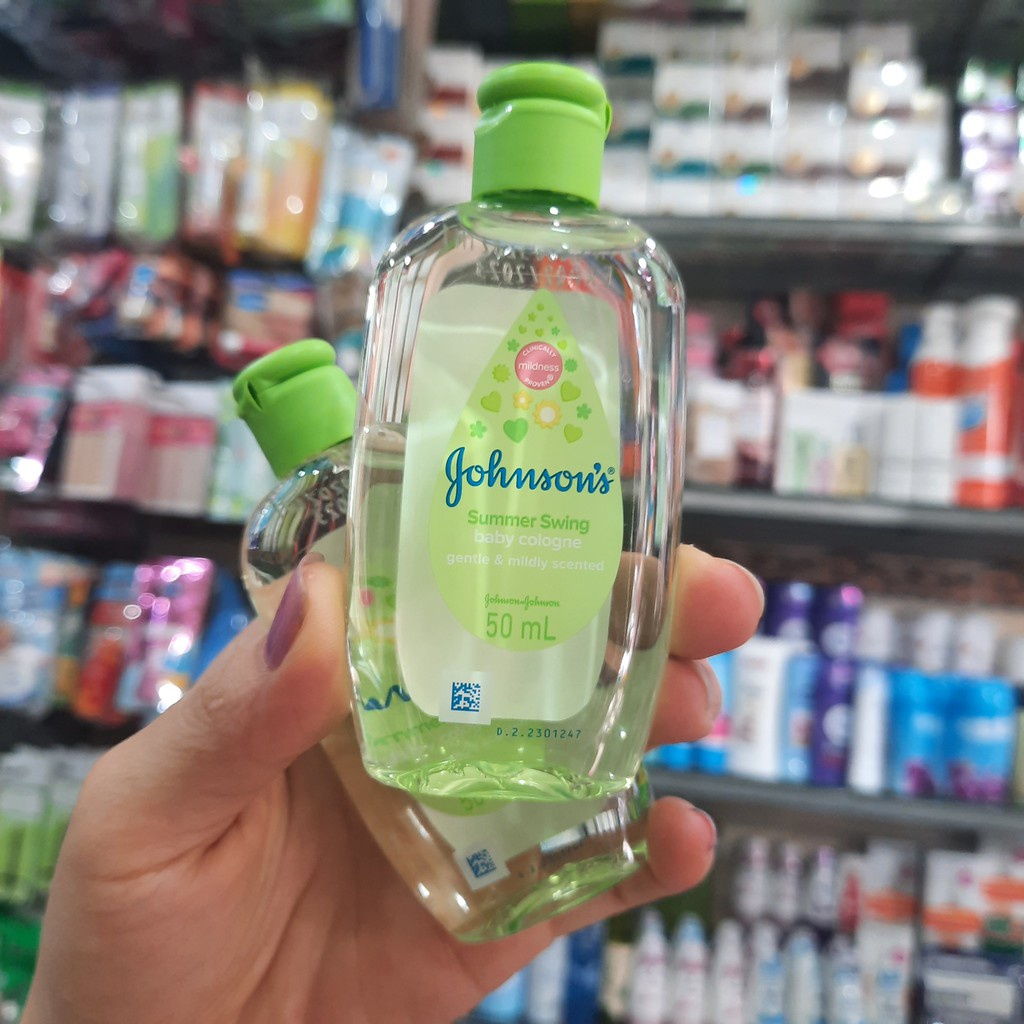 CLINICALLY
mildness
PROVEN
Johnson's®
Summer Swing
baby cologne
gentle & mildly scented
Johnson & Johnson
50 mL
D.2.2301247